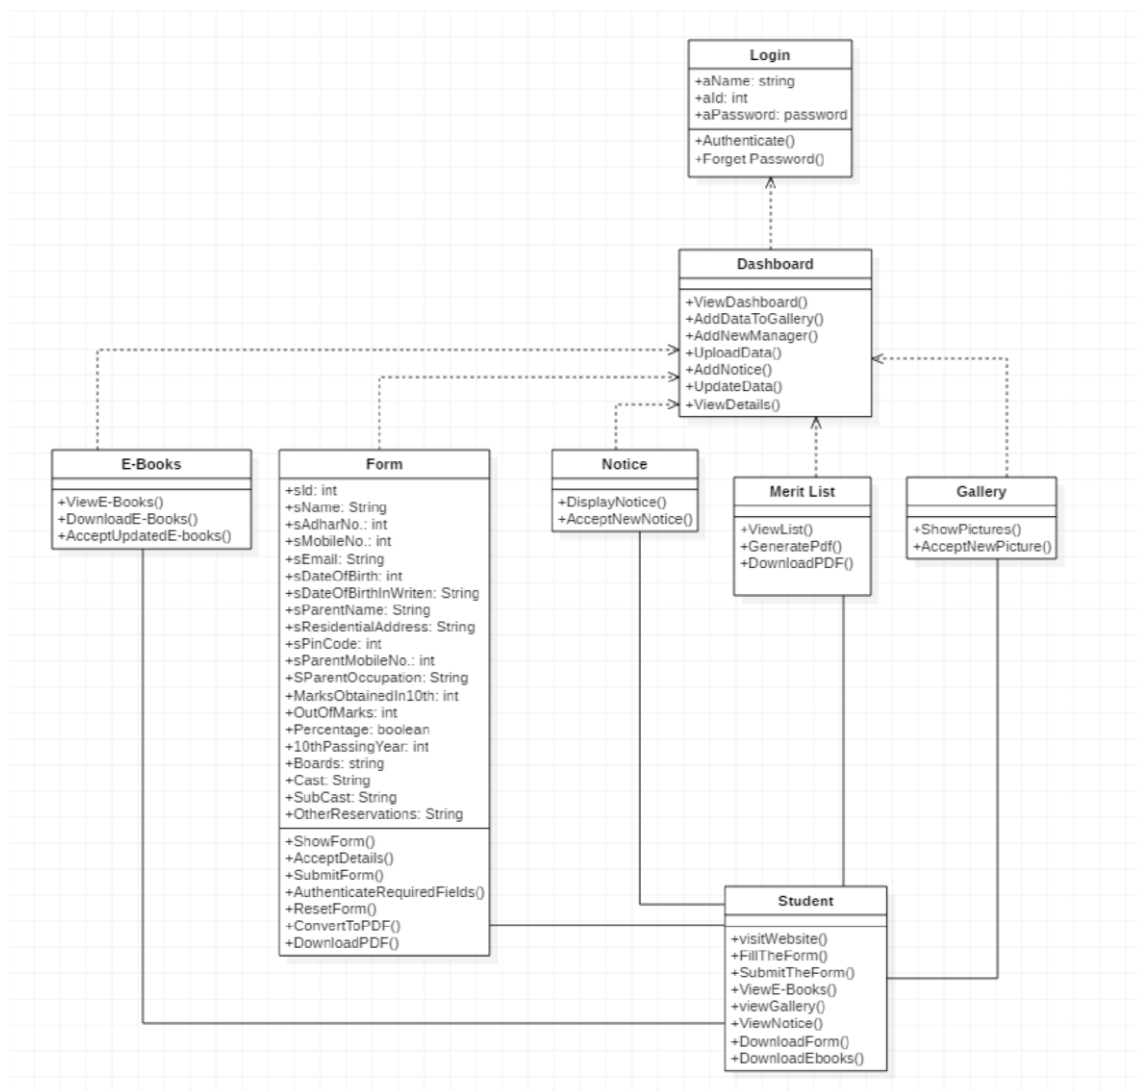 Login
+aName: string
+aId: int
+aPassword: password
+Authenticate()
+Forget Password()
Dashboard
+ViewDashboard()
+AddDataToGallery()
+AddNewManager()
+UploadData()
+AddNotice()
+UpdateData()
+ViewDetails()
E-Books
+ViewE-Books()
+DownloadE-Books()
+AcceptUpdatedE-books()
Form
+sId: int
+sName: String
+sAdharNo.: int
+sMobileNo.: int
+sEmail: String
+sDateOfBirth: int
+sDateOfBirthInWriten: String
+sParentName: String
+sResidentialAddress: String
+sPinCode: int
+sParentMobileNo.: int
+SParentOccupation: String
+MarksObtainedIn10th: int
+OutOfMarks: int
+Percentage: boolean
+10thPassingYear: int
+Boards: string
+Cast: String
+SubCast: String
+OtherReservations: String
+ShowForm()
+AcceptDetails()
+SubmitForm()
+AuthenticateRequiredFields()
+ResetForm()
+ConvertToPDF()
+DownloadPDF()
Notice
+DisplayNotice()
+AcceptNewNotice()
Merit List
+ViewList()
+GeneratePdf()
+DownloadPDF()
Gallery
+ShowPictures()
+AcceptNewPicture()
Student
+visitWebsite()
+FillTheForm()
+SubmitTheForm()
+ViewE-Books()
+viewGallery()
+ViewNotice()
+DownloadForm()
+DownloadEbooks()